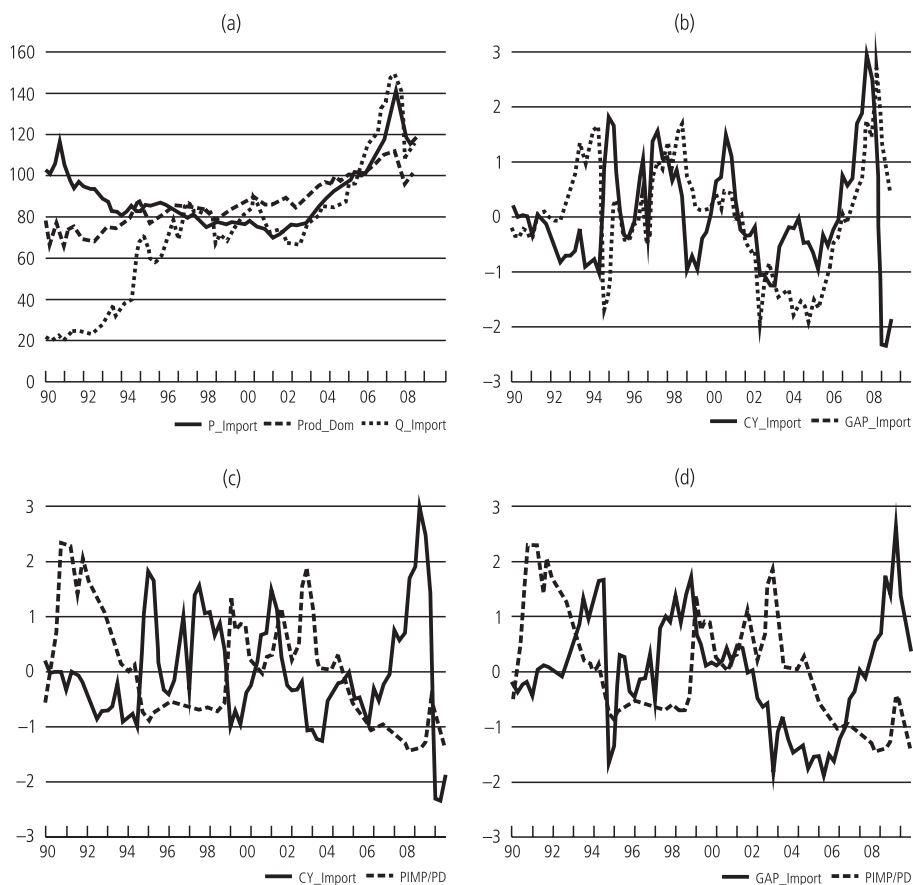 (a)
160
140
120
100
80
60
40
20
0
90 92 94 96 98 00 02 04 06 08
P_Import Prod_Dom Q_Import
(b)
3
2
1
0
−1
−2
−3
90 92 94 96 98 00 02 04 06 08
CY_Import GAP_Import
(c)
3
2
1
0
−1
−2
−3
90 92 94 96 98 00 02 04 06 08
CY_Import PIMP/PD
(d)
3
2
1
0
−1
−2
−3
90 92 94 96 98 00 02 04 06 08
GAP_Import PIMP/PD